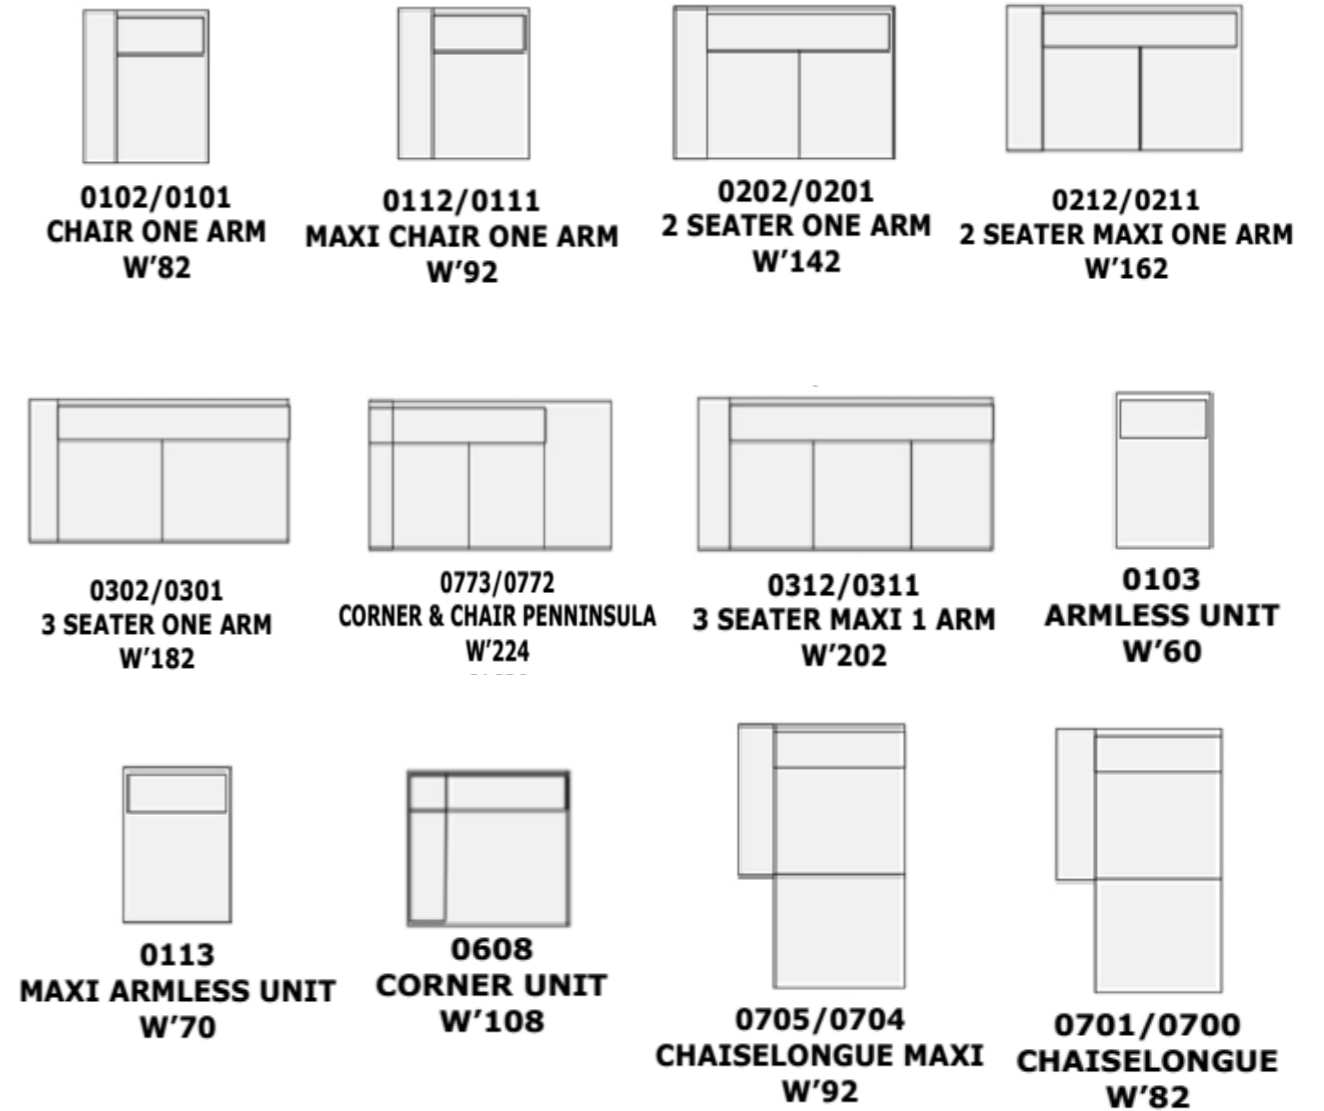 0102/0101
CHAIR ONE ARM
W'82
0112/0111
MAXI CHAIR ONE ARM
W'92
0202/0201
2 SEATER ONE ARM
W'142
0212/0211
2 SEATER MAXI ONE ARM
W'162
0302/0301
3 SEATER ONE ARM
W'182
0773/0772
CORNER & CHAIR PENNINSULA
W'224
0312/0311
3 SEATER MAXI 1 ARM
W'202
0103
ARMLESS UNIT
W'60
0113
MAXI ARMLESS UNIT
W'70
0608
CORNER UNIT
W'108
0705/0704
CHAISELONGUE MAXI
W'92
0701/0700
CHAISELONGUE
W'82